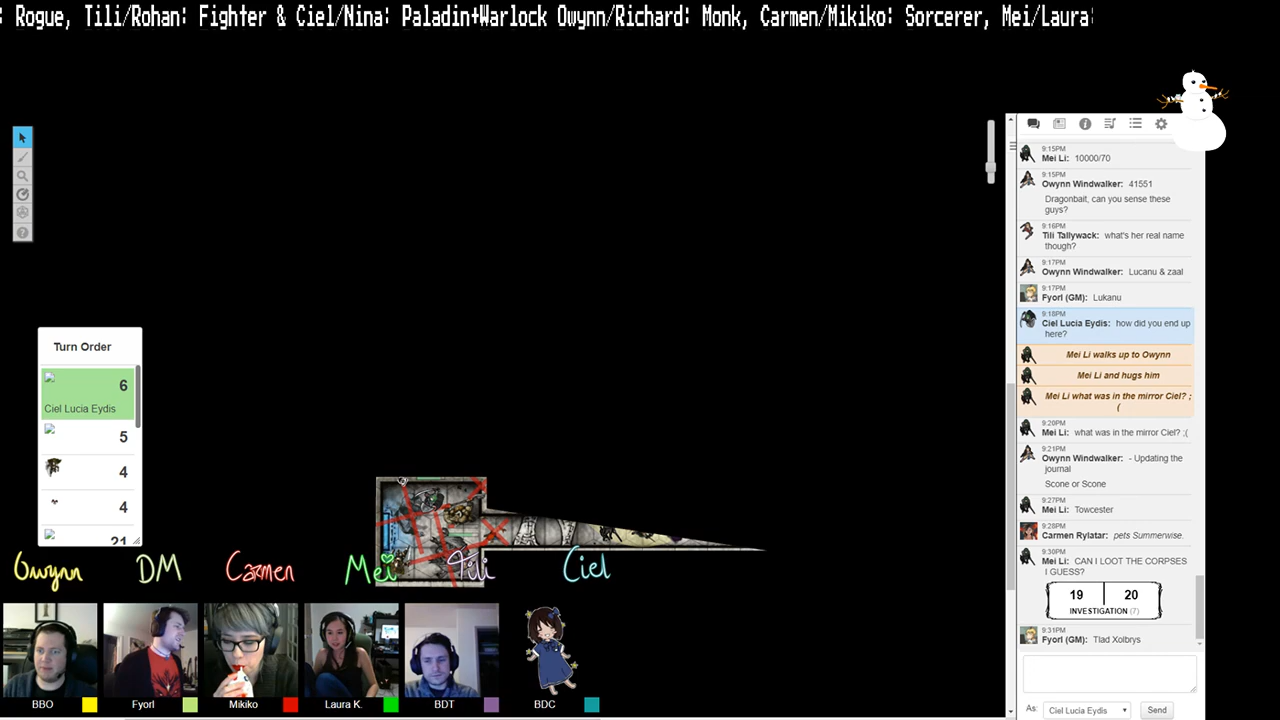 : Rogue, Tili/Rohan: Fighter & Ciel/Nina: Paladin+Warlock Owynn/Richard: Monk, Carmen/Mikiko: Sorcerer, Mei/Laura:
9:15PM
Mei Li: 10000/70
9:15PM
Owynn Windwalker: 41551
Dragonbait, can you sense these
guys?
9:16PM
Tili Tallywack: what's her real name
though?
9:17PM
Owynn Windwalker: Lucanu & zaal
9:17PM
Fyorl (GM): Lukanu
9:18PM
Ciel Lucia Eydis: how did you end up
here?
Mei Li walks up to Owynn
Mei Li and hugs him
Mei Li what was in the mirror Ciel? ;
(
9:20PM
Mei Li: what was in the mirror Ciel? ;(
9:21PM
Owynn Windwalker: - Updating the
journal
Scone or Scone
9:27PM
Mei Li: Towcester
9:28PM
Carmen Rylatar: pets Summerwise.
9:30PM
Mei Li: CAN I LOOT THE CORPSES
I GUESS?
19 20
INVESTIGATION (7)
9:31PM
Fyorl (GM): Tlad Xolbrys
As: Ciel Lucia Eydis Send
Turn Order
6
Ciel Lucia Eydis
5
4
4
21
Owynn DM Carmen Mei Tili Ciel
BBO Fyorl Mikiko Laura K. BDT BDC